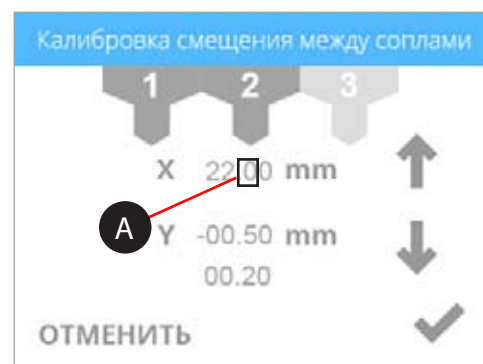 Калибровка смещения между соплами
1 2 3
X 22.00 mm
A
Y -00.50 mm
00.20
ОТМЕНИТЬ